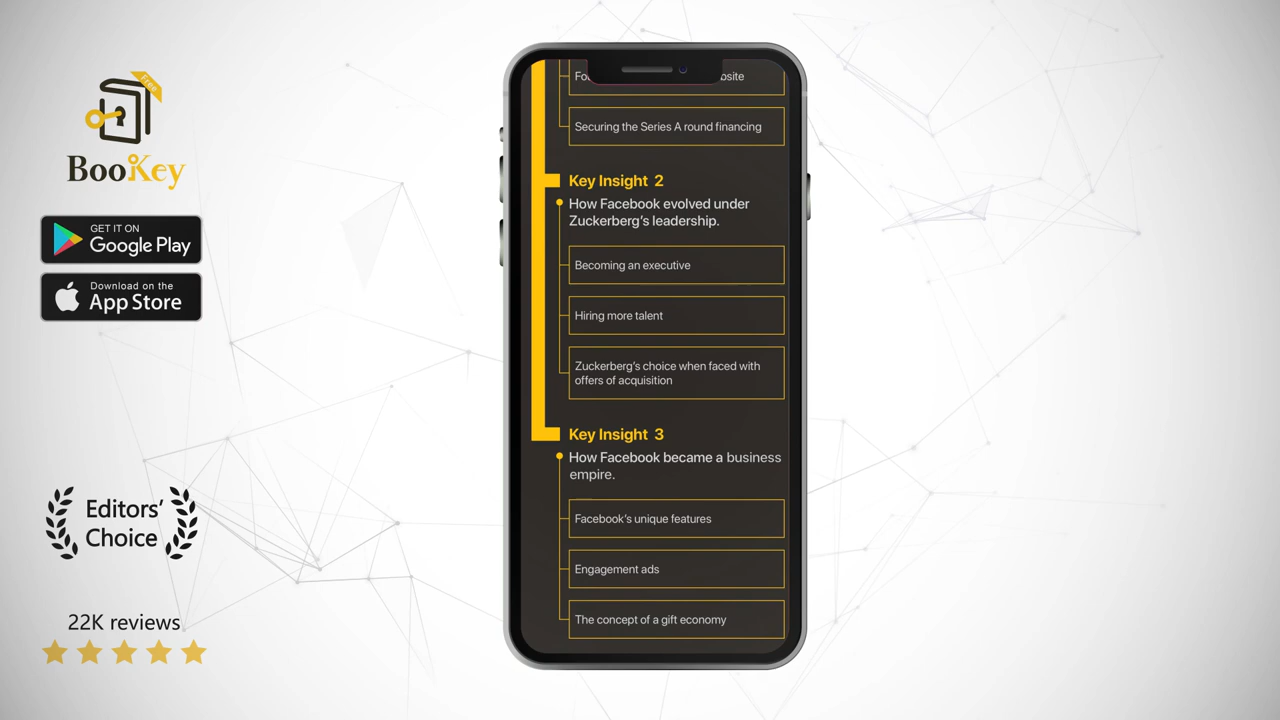 Free
BooKey
GET IT ON
Google Play
Download on the
App Store
Editors’
Choice
22K reviews
Securing the Series A round financing
Key Insight 2
How Facebook evolved under
Zuckerberg’s leadership.
Becoming an executive
Hiring more talent
Zuckerberg’s choice when faced with
offers of acquisition
Key Insight 3
How Facebook became a business
empire.
Facebook’s unique features
Engagement ads
The concept of a gift economy